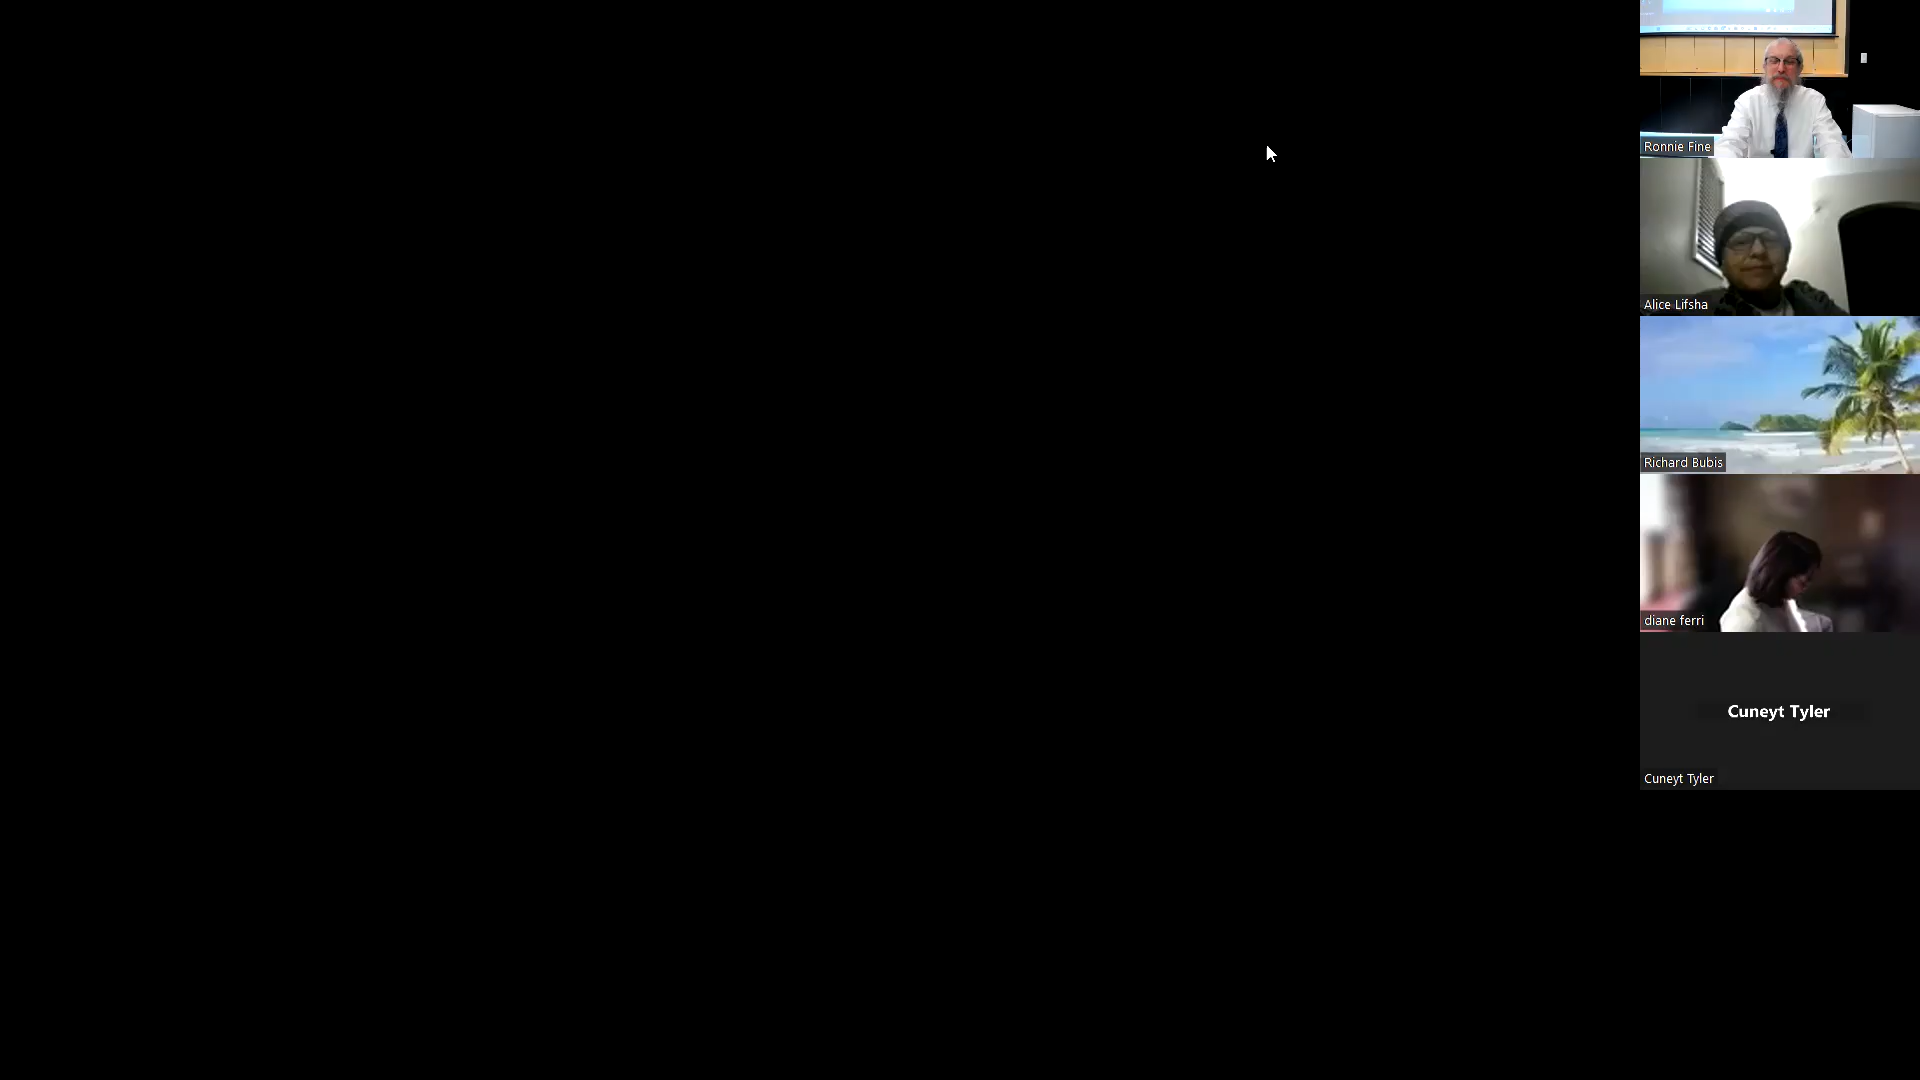 Ronnie Fine
Alice Lifsha
Richard Bubis
diane ferri
Cuneyt Tyler
Cuneyt Tyler